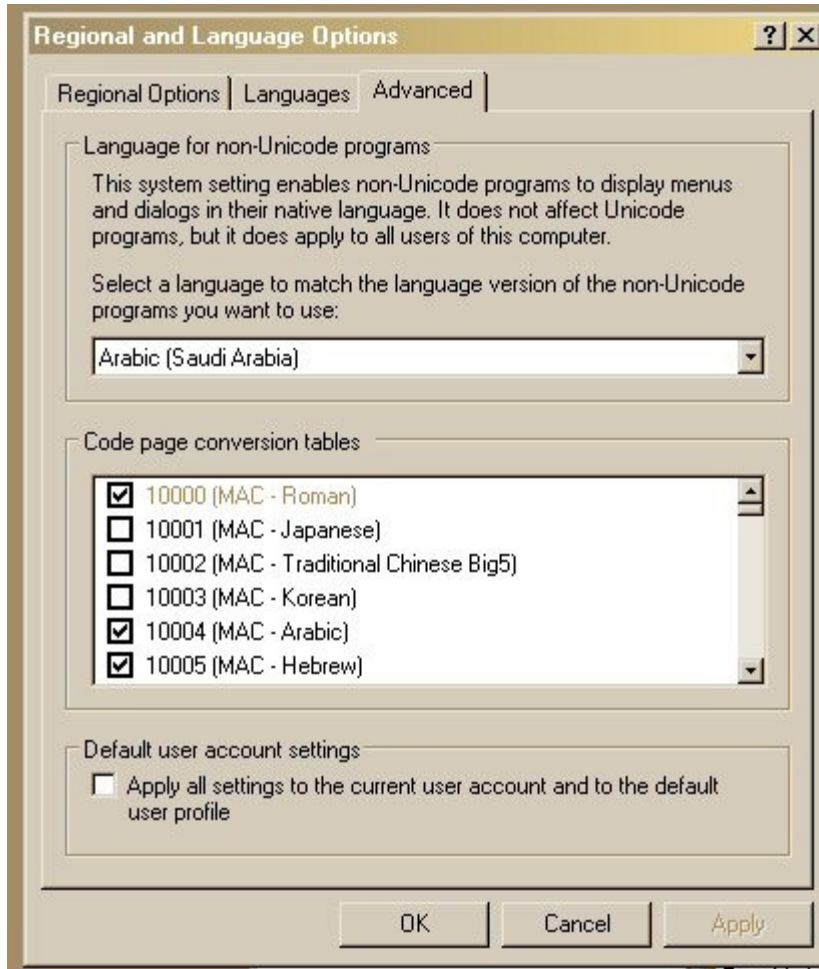 Regional and Language Options
Regional Options
Languages
Advanced
Language for non-Unicode programs
This system setting enables non-Unicode programs to display menus
and dialogs in their native language. It does not affect Unicode
programs, but it does apply to all users of this computer.
Select a language to match the language version of the non-Unicode
programs you want to use:
Arabic (Saudi Arabia)
Code page conversion tables
10000 (MAC - Roman)
10001 (MAC - Japanese)
10002 (MAC - Traditional Chinese Big5)
10003 (MAC - Korean)
10004 (MAC - Arabic)
10005 (MAC - Hebrew)
Default user account settings
Apply all settings to the current user account and to the default
user profile
OK
Cancel
Apply